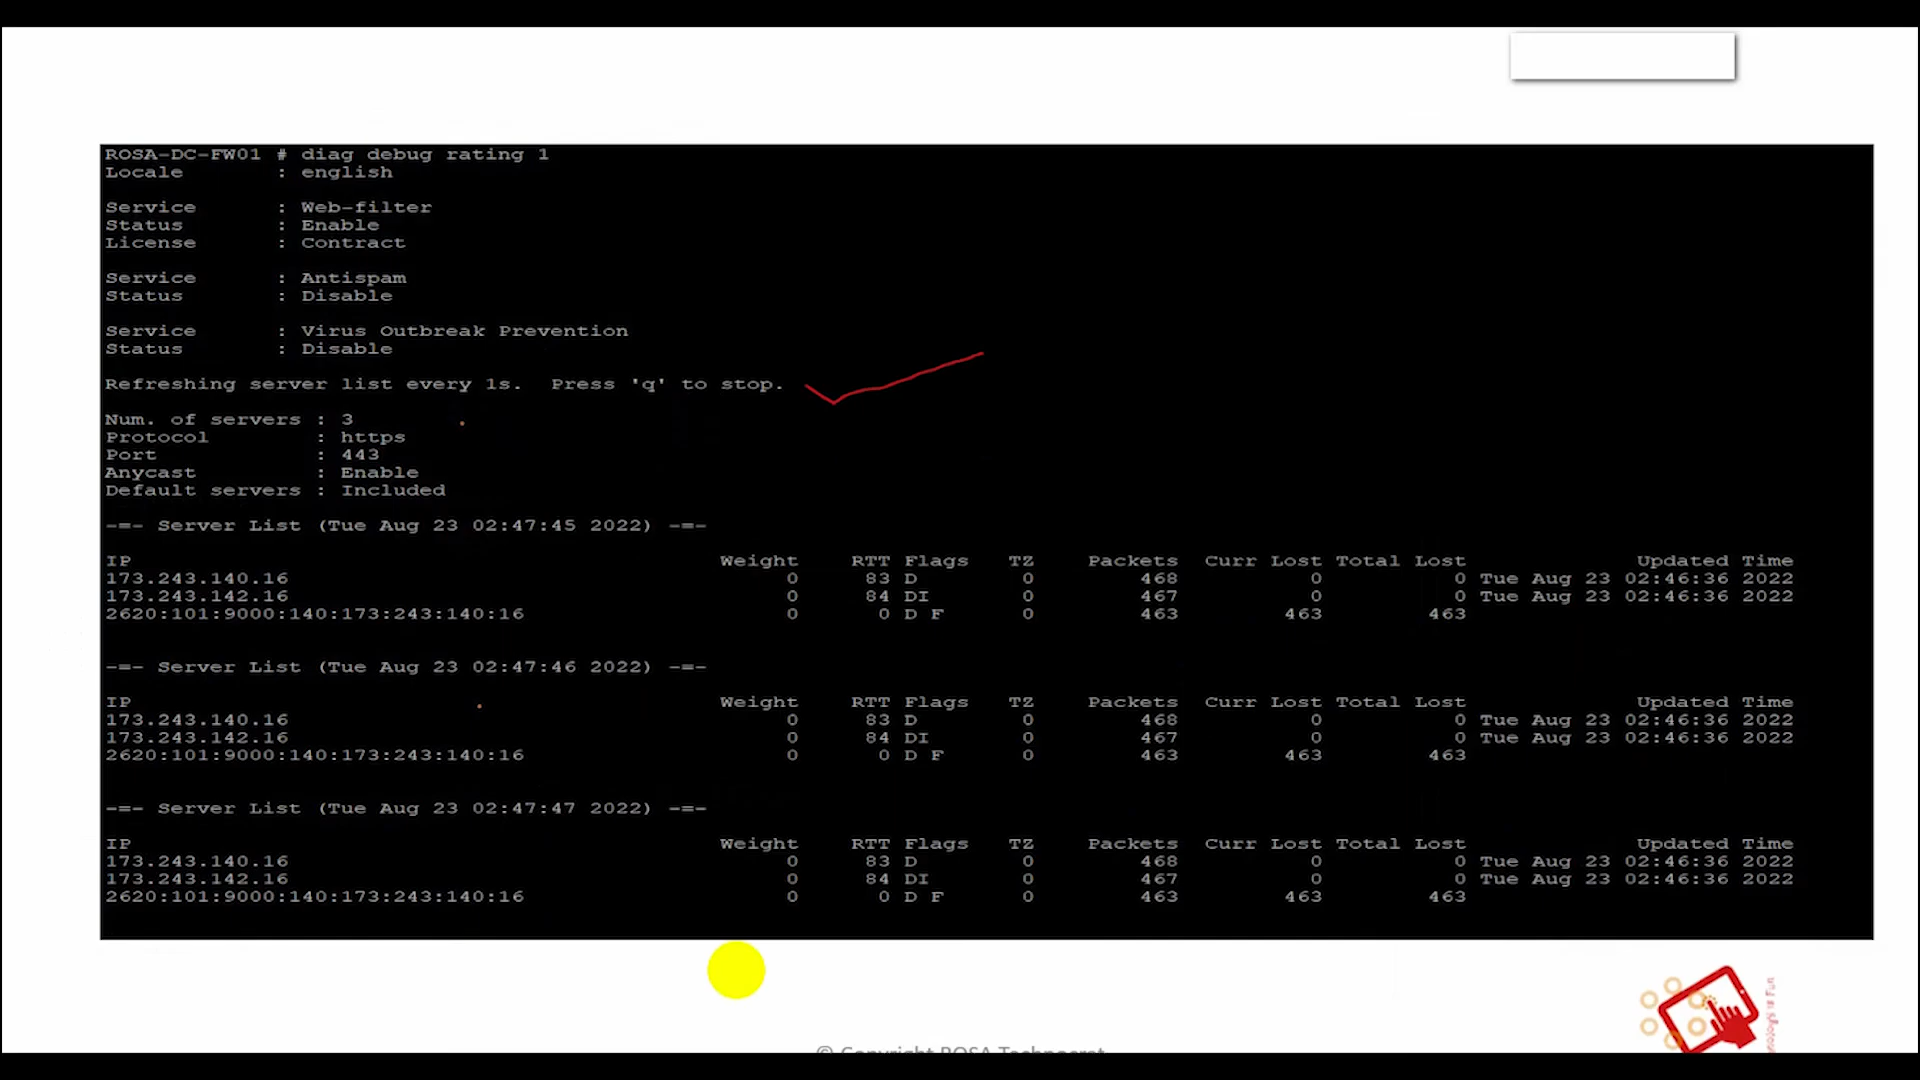 ROSA-DC-FW01 # diag debug rating 1
Locale : english
Service : Web-filter
Status : Enable
License : Contract
Service : Antispam
Status : Disable
Service : Virus Outbreak Prevention
Status : Disable
Refreshing server list every 1s. Press 'q' to stop.
Num. of servers : 3
Protocol : https
Port : 443
Anycast : Enable
Default servers : Included
-=- Server List (Tue Aug 23 02:47:45 2022) -=-
IP Weight RTT Flags TZ Packets Curr Lost Total Lost Updated Time
173.243.140.16 0 83 D 0 468 0 0 Tue Aug 23 02:46:36 2022
173.243.142.16 0 84 DI 0 467 0 0 Tue Aug 23 02:46:36 2022
2620:101:9000:140:173:243:140:16 0 0 D F 0 463 463 463
-=- Server List (Tue Aug 23 02:47:46 2022) -=-
IP Weight RTT Flags TZ Packets Curr Lost Total Lost Updated Time
173.243.140.16 0 83 D 0 468 0 0 Tue Aug 23 02:46:36 2022
173.243.142.16 0 84 DI 0 467 0 0 Tue Aug 23 02:46:36 2022
2620:101:9000:140:173:243:140:16 0 0 D F 0 463 463 463
-=- Server List (Tue Aug 23 02:47:47 2022) -=-
IP Weight RTT Flags TZ Packets Curr Lost Total Lost Updated Time
173.243.140.16 0 83 D 0 468 0 0 Tue Aug 23 02:46:36 2022
173.243.142.16 0 84 DI 0 467 0 0 Tue Aug 23 02:46:36 2022
2620:101:9000:140:173:243:140:16 0 0 D F 0 463 463 463
© Copyright ROSA Technocrat
is Fun